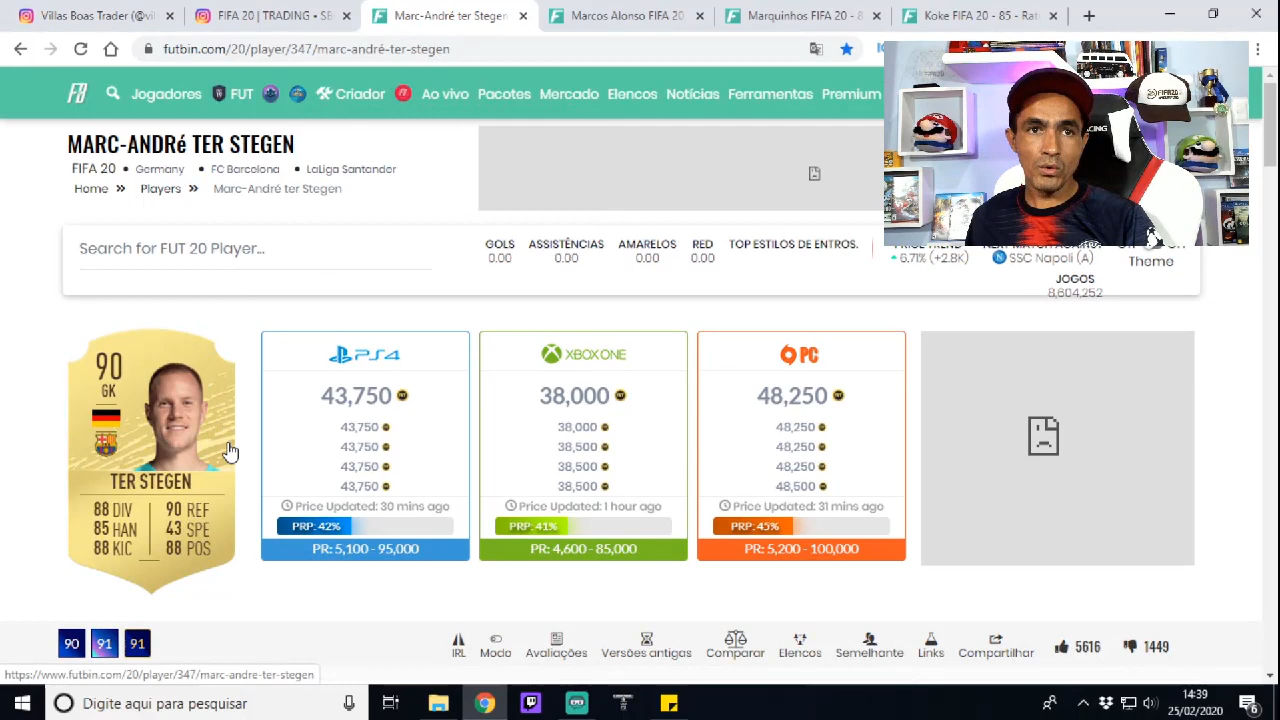 Villas Boas Trader (@vi
FIFA 20 | TRADING • SB
Marc-André ter Stegen
Marcos Alonso FIFA 20
Marquinhos FIFA 20 - 8
Koke FIFA 20 - 85 - Rat
futbin.com/20/player/347/marc-andré-ter-stegen
F8 Jogadores FUT Criador Ao vivo Pacotes Mercado Elencos Notícias Ferramentas Premium
MARC-ANDRé TER STEGEN
FIFA 20 • Germany • FC Barcelona • LaLiga Santander
Home » Players » Marc-André ter Stegen
Search for FUT 20 Player...
GOLS ASSISTÊNCIAS AMARELOS RED TOP ESTILOS DE ENTROS.
0.00 0.00 0.00 0.00
6.71% (+2.8K) SSC Napoli (A)
Theme
JOGOS
8,604,252
90
GK
TER STEGEN
88 DIV 90 REF
85 HAN 43 SPE
88 KIC 88 POS
PS4
43,750
43,750
43,750
43,750
43,750
Price Updated: 30 mins ago
PRP: 42%
PR: 5,100 - 95,000
XBOX ONE
38,000
38,000
38,500
38,500
38,500
Price Updated: 1 hour ago
PRP: 41%
PR: 4,600 - 85,000
PC
48,250
48,250
48,250
48,250
48,500
Price Updated: 31 mins ago
PRP: 45%
PR: 5,200 - 100,000
90 91 91
IRL Modo Avaliações Versões antigas Comparar Elencos Semelhante Links Compartilhar 5616 1449
https://www.futbin.com/20/player/347/marc-andre-ter-stegen
Digite aqui para pesquisar
14:39
25/02/2020
6